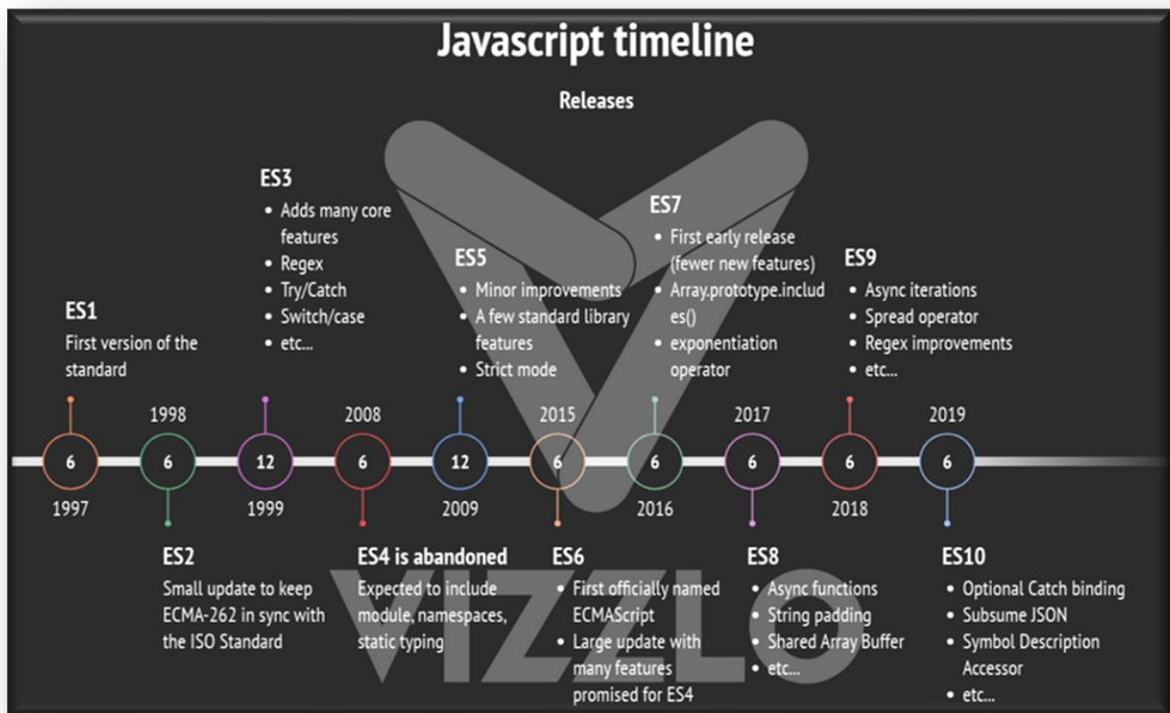 Javascript timeline
Releases
ES1
First version of the
standard
6
1997
1998
6
ES2
Small update to keep
ECMA-262 in sync with
the ISO Standard
ES3
• Adds many core
features
• Regex
• Try/Catch
• Switch/case
• etc...
12
1999
2008
6
ES4 is abandoned
Expected to include
module, namespaces,
static typing
ES5
• Minor improvements
• A few standard library
features
• Strict mode
12
2009
2015
6
ES6
• First officially named
ECMAScript
• Large update with
many features
promised for ES4
ES7
• First early release
(fewer new features)
• Array.prototype.includ
es()
• exponentiation
operator
6
2016
2017
6
ES8
• Async functions
• String padding
• Shared Array Buffer
• etc...
ES9
• Async iterations
• Spread operator
• Regex improvements
• etc...
6
2018
2019
6
ES10
• Optional Catch binding
• Subsume JSON
• Symbol Description
Accessor
• etc...
VIZZLO